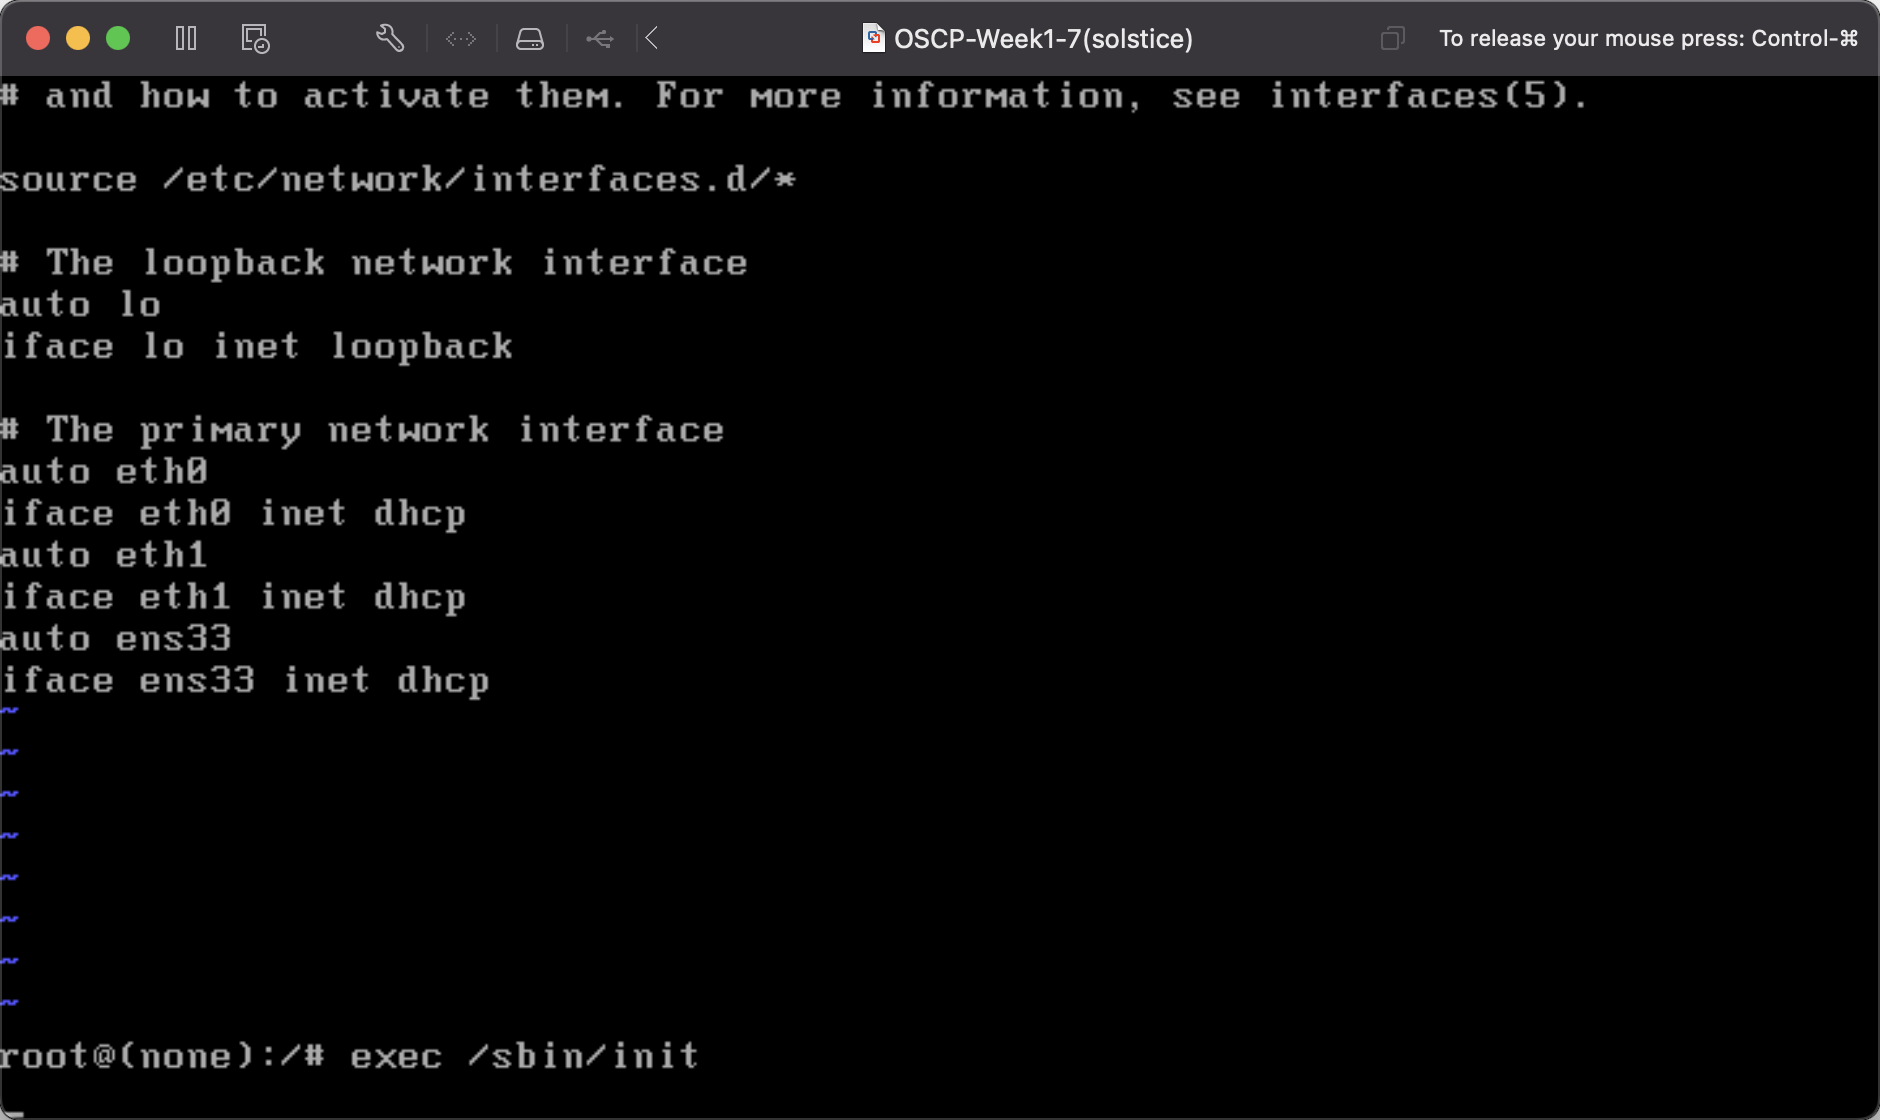 OSCP-Week1-7(solstice)
To release your mouse press: Control-⌘
# and how to activate them. For more information, see interfaces(5).
source /etc/network/interfaces.d/*
# The loopback network interface
auto lo
iface lo inet loopback
# The primary network interface
auto eth0
iface eth0 inet dhcp
auto eth1
iface eth1 inet dhcp
auto ens33
iface ens33 inet dhcp
~
~
~
~
~
~
~
~
root@(none):/# exec /sbin/init